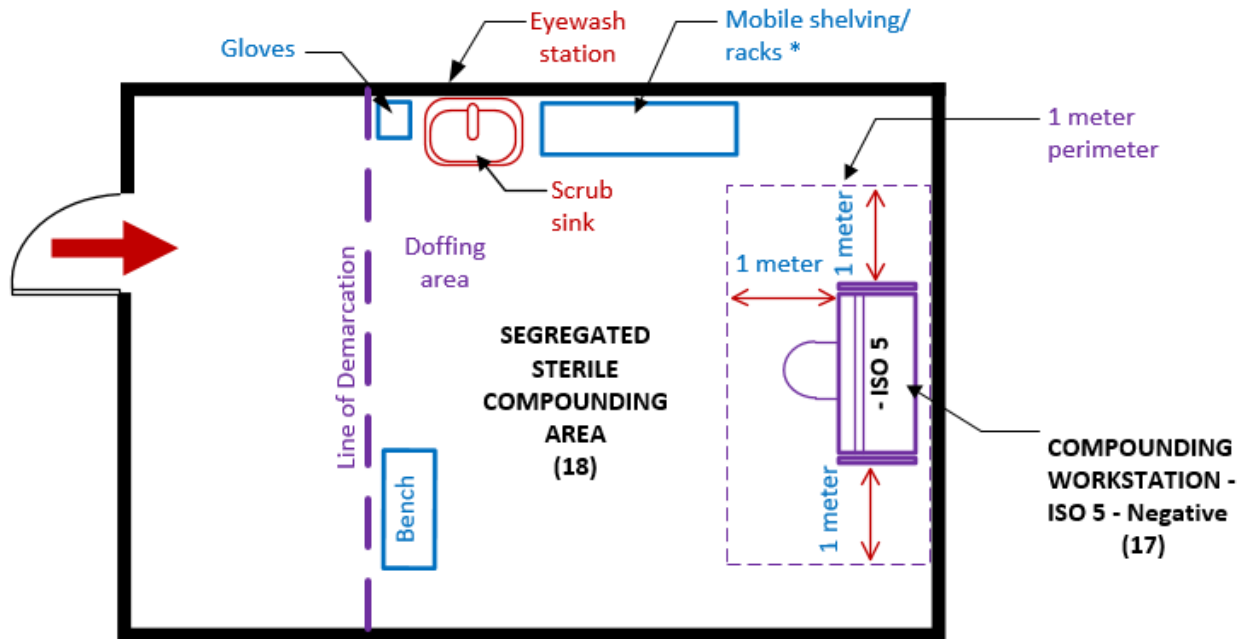 Gloves
Eyewash
station
Mobile shelving/
racks *
1 meter
perimeter
Scrub
sink
Doffing
area
Line of Demarcation
1 meter
1 meter
SEGREGATED
STERILE
COMPOUNDING
AREA
(18)
- ISO 5
Bench
1 meter
COMPOUNDING
WORKSTATION -
ISO 5 - Negative
(17)